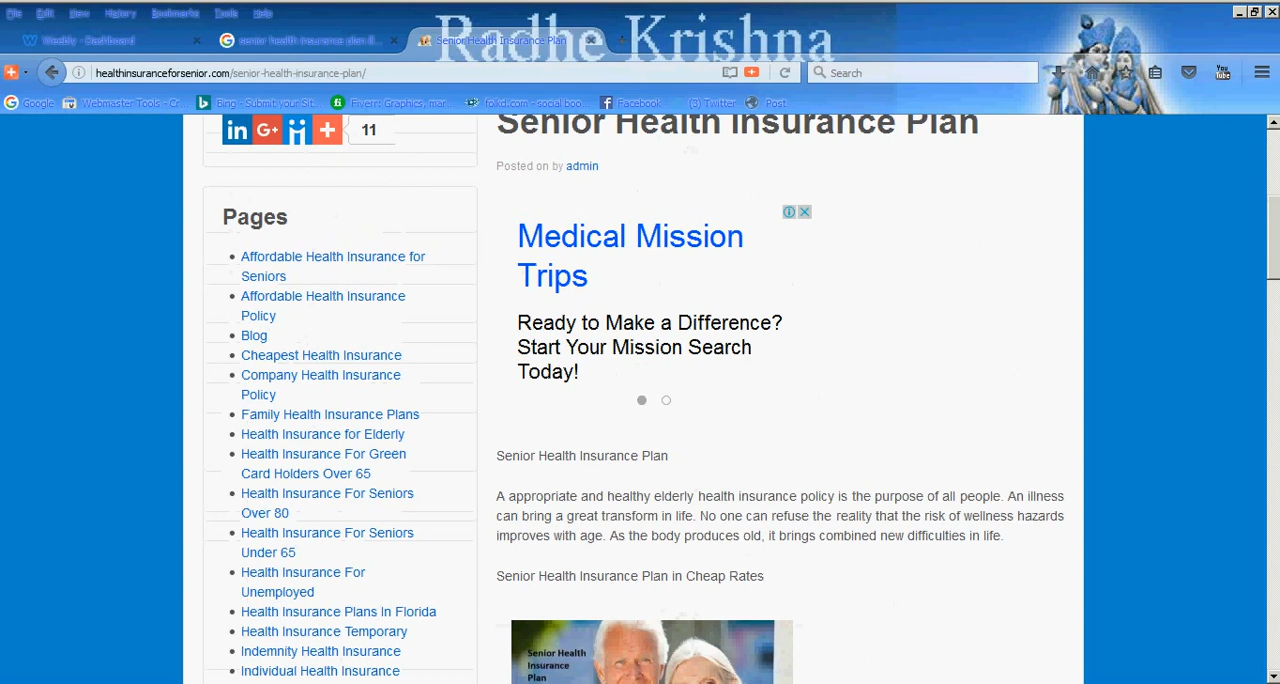 File Edit View History Bookmarks Tools Help
Radhe Krishna
Weebly - Dashboard
senior health insurance plan ill...
Senior Health Insurance Plan
healthinsuranceforsenior.com/senior-health-insurance-plan/
Search
You Tube
Google Webmaster Tools - Cr... Bing - Submit your Sit... Fiverr: Graphics, mar... folkd.com - social boo... Facebook (3) Twitter Post
in G+ 11
Senior Health Insurance Plan
Posted on by admin
Pages
Affordable Health Insurance for
Seniors
Affordable Health Insurance
Policy
Blog
Cheapest Health Insurance
Company Health Insurance
Policy
Family Health Insurance Plans
Health Insurance for Elderly
Health Insurance For Green
Card Holders Over 65
Health Insurance For Seniors
Over 80
Health Insurance For Seniors
Under 65
Health Insurance For
Unemployed
Health Insurance Plans In Florida
Health Insurance Temporary
Indemnity Health Insurance
Individual Health Insurance
Medical Mission
Trips
Ready to Make a Difference?
Start Your Mission Search
Today!
Senior Health Insurance Plan
A appropriate and healthy elderly health insurance policy is the purpose of all people. An illness
can bring a great transform in life. No one can refuse the reality that the risk of wellness hazards
improves with age. As the body produces old, it brings combined new difficulties in life.
Senior Health Insurance Plan in Cheap Rates
Senior Health
Insurance
Plan